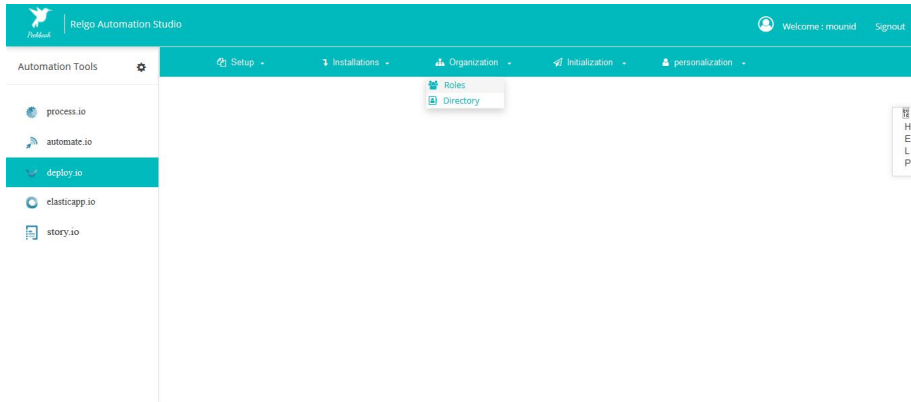 Relgo Automation Studio
Welcome : mounid Signout
Automation Tools
Setup Installations Organization Initialization personalization
Roles
Directory
process.io
automate.io
deploy.io
elasticapp.io
story.io
H
E
L
P